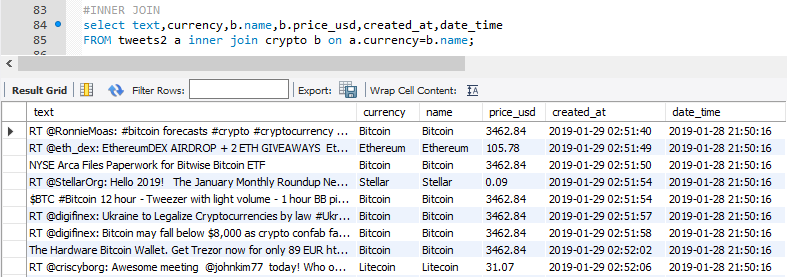 83 #INNER JOIN
84 select text,currency,b.name,b.price_usd,created_at,date_time
85 FROM tweets2 a inner join crypto b on a.currency=b.name;
86
Result Grid Filter Rows: Export: Wrap Cell Content: IA
text currency name price_usd created_at date_time
RT @RonnieMoas: #bitcoin forecasts #crypto #cryptocurrency ... Bitcoin Bitcoin 3462.84 2019-01-29 02:51:40 2019-01-28 21:50:16
RT @eth_dex: EthereumDEX AIRDROP + 2 ETH GIVEAWAYS Et... Ethereum Ethereum 105.78 2019-01-29 02:51:49 2019-01-28 21:50:16
NYSE Arca Files Paperwork for Bitwise Bitcoin ETF Bitcoin Bitcoin 3462.84 2019-01-29 02:51:50 2019-01-28 21:50:16
RT @StellarOrg: Hello 2019! The January Monthly Roundup Ne... Stellar Stellar 0.09 2019-01-29 02:51:54 2019-01-28 21:50:16
$BTC #Bitcoin 12 hour - Tweezer with light volume - 1 hour BB pi... Bitcoin Bitcoin 3462.84 2019-01-29 02:51:54 2019-01-28 21:50:16
RT @digifinex: Ukraine to Legalize Cryptocurrencies by law #Ukr... Bitcoin Bitcoin 3462.84 2019-01-29 02:51:57 2019-01-28 21:50:16
RT @digifinex: Bitcoin may fall below $8,000 as crypto confab fa... Bitcoin Bitcoin 3462.84 2019-01-29 02:51:58 2019-01-28 21:50:16
The Hardware Bitcoin Wallet. Get Trezor now for only 89 EUR ht... Bitcoin Bitcoin 3462.84 2019-01-29 02:52:02 2019-01-28 21:50:16
RT @criscyborg: Awesome meeting @johnkim77 today! Who o... Litecoin Litecoin 31.07 2019-01-29 02:52:06 2019-01-28 21:50:16